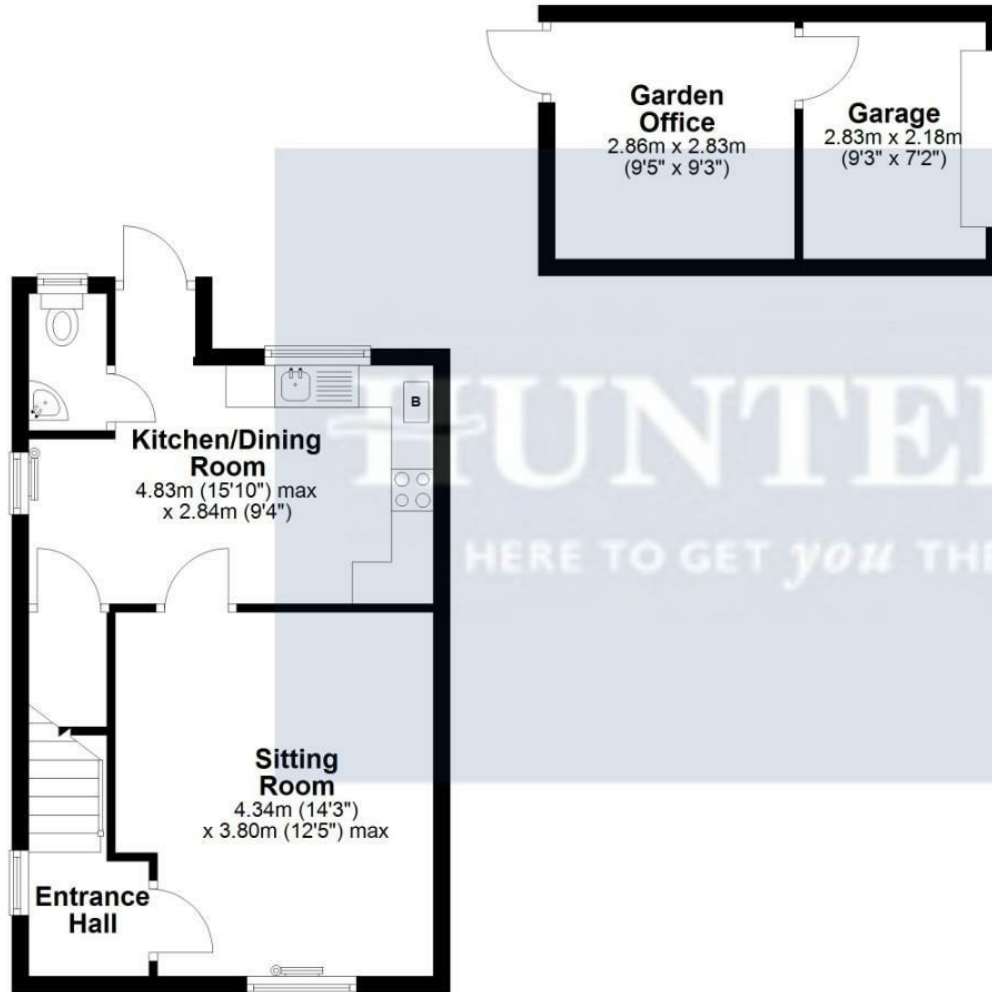 Garden
Office
2.86m x 2.83m
(9'5" x 9'3")
Garage
2.83m x 2.18m
(9'3" x 7'2")
B
Kitchen/Dining
Room
4.83m (15'10") max
x 2.84m (9'4")
HUNTE
HERE TO GET you THE
Sitting
Room
4.34m (14'3")
x 3.80m (12'5") max
Entrance
Hall